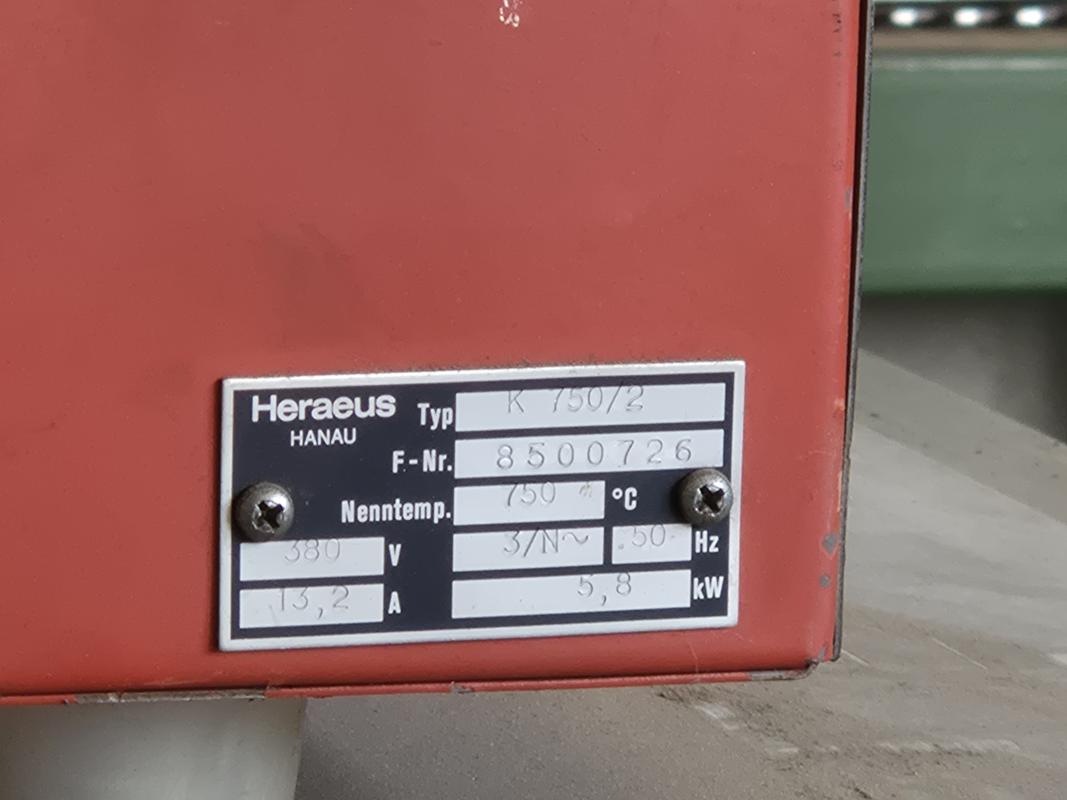 Heraeus
HANAU
Typ K 750/2
F-Nr. 8500726
Nenntemp. 750 °C
380 V 3/N~ 50 Hz
13,2 A 5,8 kW